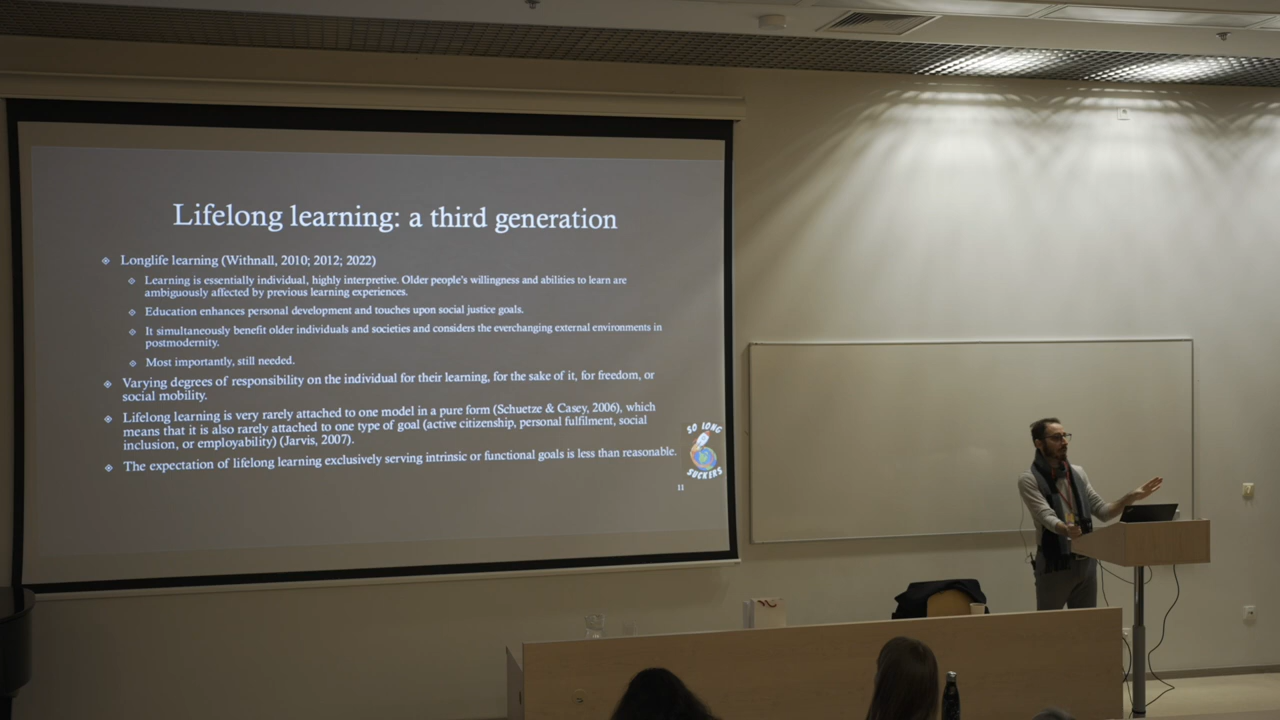 Lifelong learning: a third generation
Longlife learning (Withnall, 2010; 2012; 2022)
Learning is essentially individual, highly interpretive. Older people's willingness and abilities to learn are
ambiguously affected by previous learning experiences.
Education enhances personal development and touches upon social justice goals.
It simultaneously benefit older individuals and societies and considers the everchanging external environments in
postmodernity.
Most importantly, still needed.
Varying degrees of responsibility on the individual for their learning, for the sake of it, for freedom, or
social mobility.
Lifelong learning is very rarely attached to one model in a pure form (Schuetze & Casey, 2006), which
means that it is also rarely attached to one type of goal (active citizenship, personal fulfilment, social
inclusion, or employability) (Jarvis, 2007).
The expectation of lifelong learning exclusively serving intrinsic or functional goals is less than reasonable.
SO LONG
SUCKERS
11